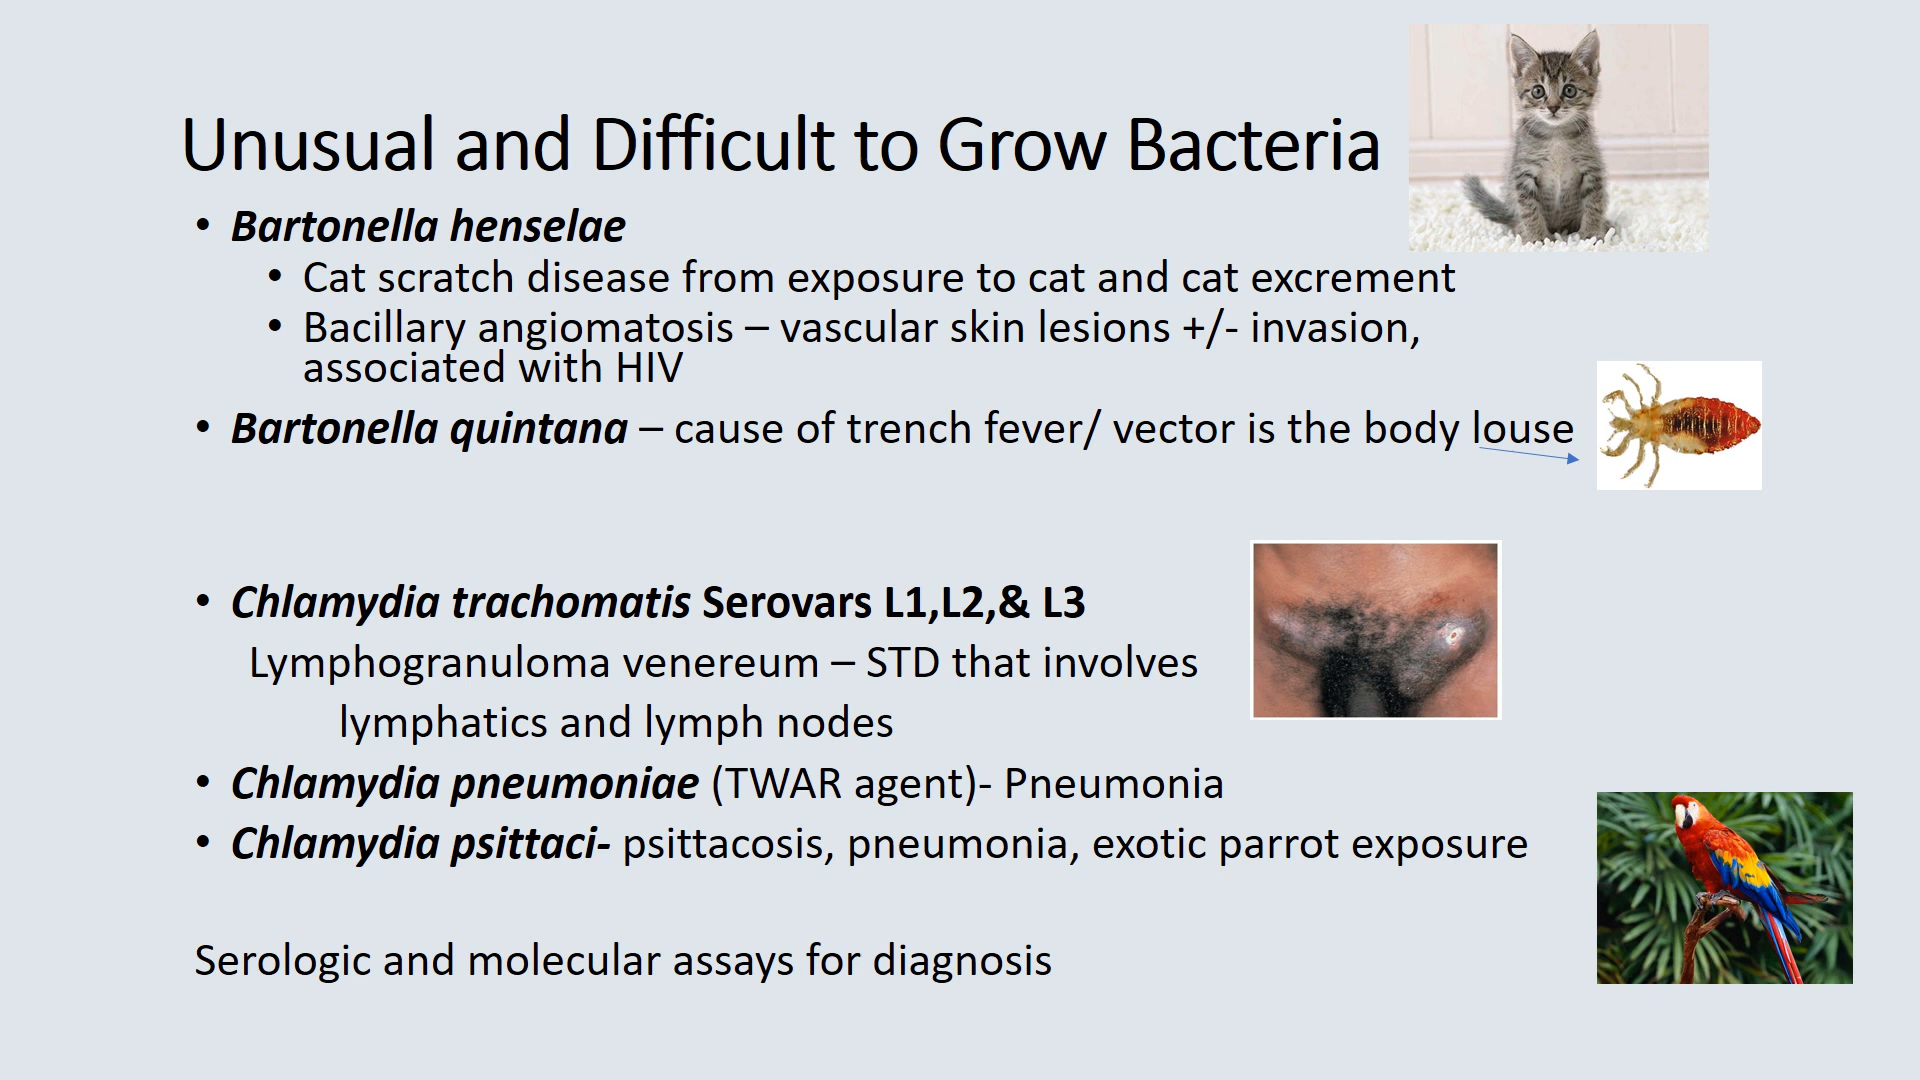 Unusual and Difficult to Grow Bacteria
• Bartonella henselae
• Cat scratch disease from exposure to cat and cat excrement
• Bacillary angiomatosis – vascular skin lesions +/- invasion,
associated with HIV
• Bartonella quintana – cause of trench fever/ vector is the body louse
• Chlamydia trachomatis Serovars L1,L2,& L3
Lymphogranuloma venereum – STD that involves
lymphatics and lymph nodes
• Chlamydia pneumoniae (TWAR agent)- Pneumonia
• Chlamydia psittaci- psittacosis, pneumonia, exotic parrot exposure
Serologic and molecular assays for diagnosis